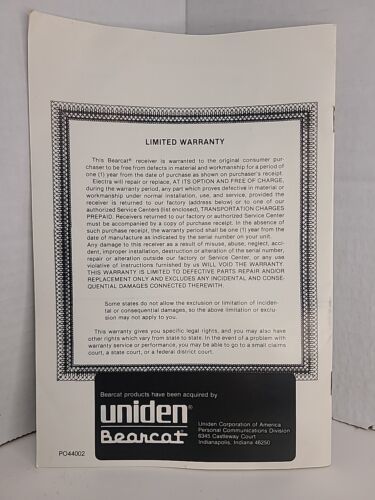 LIMITED WARRANTY
This Bearcat® receiver is warranted to the original consumer pur-
chaser to be free from defects in material and workmanship for a period of
one (1) year from the date of purchase as shown on purchaser's receipt.
Electra will repair or replace, AT ITS OPTION AND FREE OF CHARGE,
during the warranty period, any part which proves defective in material or
workmanship under normal installation, use, and service, provided the
receiver is returned to our factory (address below) or to one of our
authorized Service Centers (list enclosed), TRANSPORTATION CHARGES
PREPAID. Receivers returned to our factory or authorized Service Center
must be accompanied by a copy of purchase receipt. In the absence of
such purchase receipt, the warranty period shall be one (1) year from the
date of manufacture as indicated by the serial number on your unit.
Any damage to this receiver as a result of misuse, abuse, neglect, acci-
dent, improper installation, destruction or alteration of the serial number,
repair or alteration outside our factory or Service Center, or any use
violative of instructions furnished by us WILL VOID THE WARRANTY.
THIS WARRANTY IS LIMITED TO DEFECTIVE PARTS REPAIR AND/OR
REPLACEMENT ONLY AND EXCLUDES ANY INCIDENTAL AND CONSE-
QUENTIAL DAMAGES CONNECTED THEREWITH.
Some states do not allow the exclusion or limitation of inciden-
tal or consequential damages, so the above limitation or exclu-
sion may not apply to you.
This warranty gives you specific legal rights, and you may also have
other rights which vary from state to state. In the event of a problem with
warranty service or performance, you may be able to go to a small claims
court, a state court, or a federal district court.
Bearcat products have been acquired by
uniden®
Bearcat
Uniden Corporation of America
Personal Communications Division
6345 Castleway Court
Indianapolis, Indiana 46250
PO44002